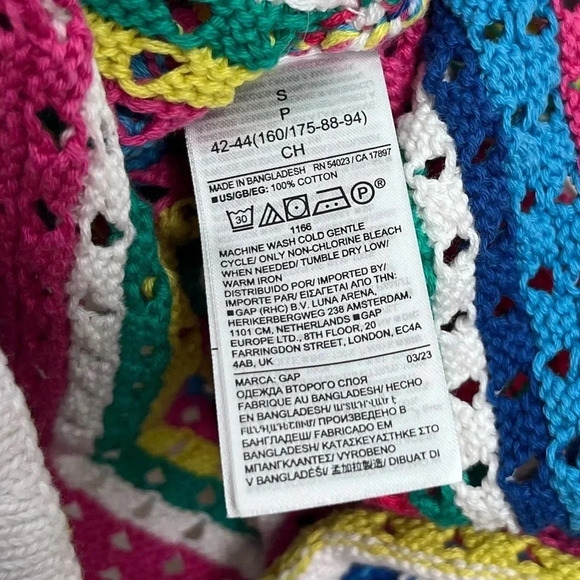 S
P
42-44(160/175-88-94)
CH
MADE IN BANGLADESH RN 54023 / CA 17897
■US/GB/EG: 100% COTTON
30 P®
1166
MACHINE WASH COLD GENTLE
CYCLE/ ONLY NON-CHLORINE BLEACH
WHEN NEEDED/ TUMBLE DRY LOW/
WARM IRON
DISTRIBUIDO POR/ IMPORTED BY/
IMPORTE PAR/ ΕΙΣΑΓΕΤΑΙ ΑΠΟ ΤΗΝ:
■GAP (RHC) B.V. LUNA ARENA,
HERIKERBERGWEG 238 AMSTERDAM,
1101 CM, NETHERLANDS ■GAP
EUROPE LTD., 8TH FLOOR, 20
FARRINGDON STREET, LONDON, EC4A
4AB, UK 03/23
MARCA: GAP
ОДЕЖДА ВТОРОГО СЛОЯ
FABRIQUE AU BANGLADESH/ HECHO
EN BANGLADESH/ ПРОИЗВЕДЕНО В
БАНГЛАДЕШ/ FABRICADO EM
BANGLADESH/ ΚΑΤΑΣΚΕΥΑΣΤΗΚΕ ΣΤΟ
ΜΠΑΝΓΚΛΑΝΤΕΣ/ VYROBENO
V BANGLADÉŠI/ 孟加拉製造/ DIBUAT DI